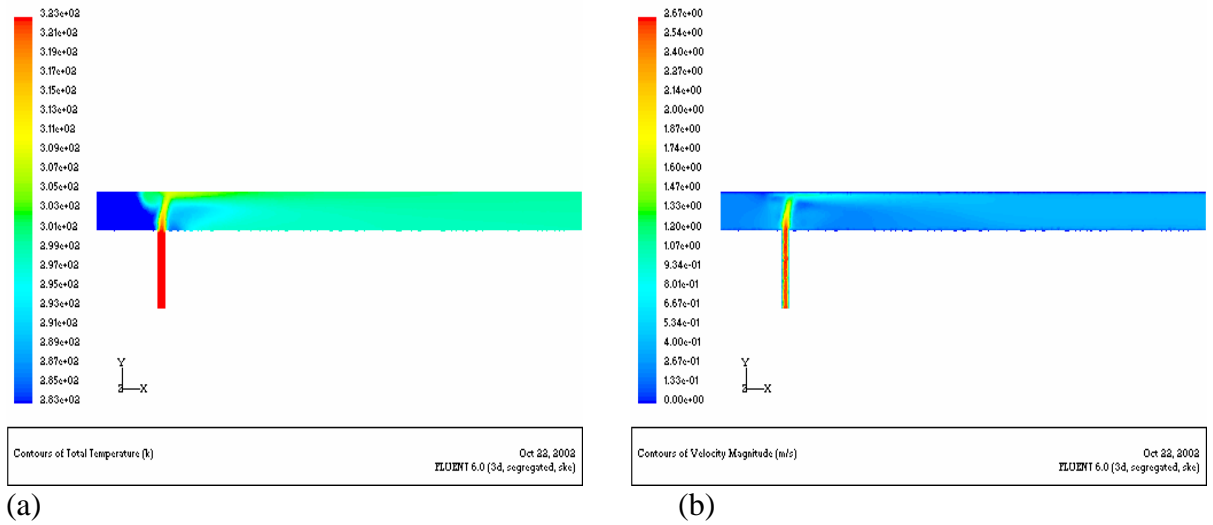 3.23e+02
3.21e+02
3.19e+02
3.17e+02
3.15e+02
3.13e+02
3.11e+02
3.09e+02
3.07e+02
3.05e+02
3.03e+02
3.01e+02
2.99e+02
2.97e+02
2.95e+02
2.93e+02
2.91e+02
2.89e+02
2.87e+02
2.85e+02
2.83e+02
Y
Z X
Contours of Total Temperature (k)
Oct 22, 2002
FLUENT 6.0 (3d, segregated, ske)
(a)
2.67e+00
2.54e+00
2.40e+00
2.27e+00
2.14e+00
2.00e+00
1.87e+00
1.74e+00
1.60e+00
1.47e+00
1.33e+00
1.20e+00
1.07e+00
9.34e-01
8.01e-01
6.67e-01
5.34e-01
4.00e-01
2.67e-01
1.33e-01
0.00e+00
Y
Z X
Contours of Velocity Magnitude (m/s)
Oct 22, 2002
FLUENT 6.0 (3d, segregated, ske)
(b)